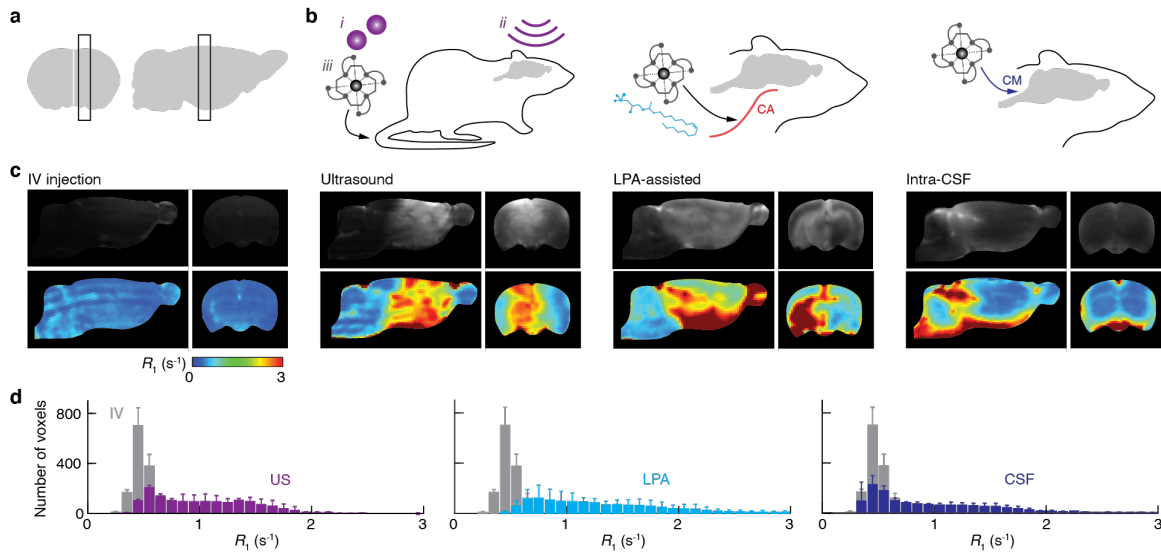 a
b
i
ii
iii
CA
CM
c
IV injection
Ultrasound
LPA-assisted
Intra-CSF
R1 (s-1)
0
3
d
Number of voxels
800
400
0
IV
US
LPA
CSF
0 1 2 3
0 1 2 3
0 1 2 3
R1 (s-1)
R1 (s-1)
R1 (s-1)